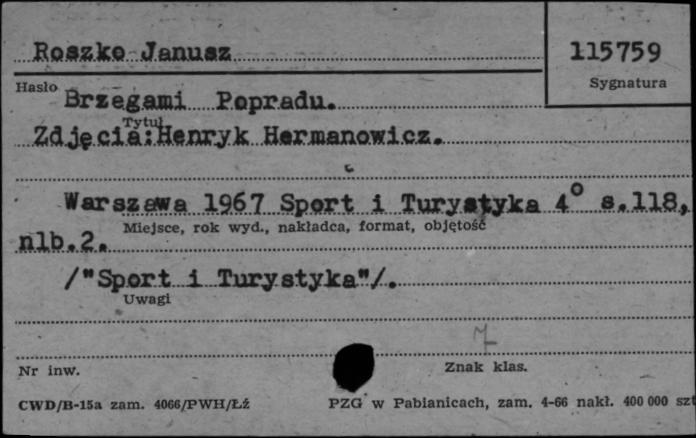 Roszko Janusz
115759
Sygnatura
Hasło
Brzegami Popradu.
Tytuł
Zdjęcia:Henryk Hermanowicz.
Warszawa 1967 Sport i Turystyka 4° s.118,
Miejsce, rok wyd., nakładca, format, objętość
nlb.2.
/"Sport i Turystyka"/.
Uwagi
7
Nr inw.
Znak klas.
CWD/B-15a zam. 4066/PWH/Łź
PZG w Pabianicach, zam. 4-66 nakł. 400 000 szt